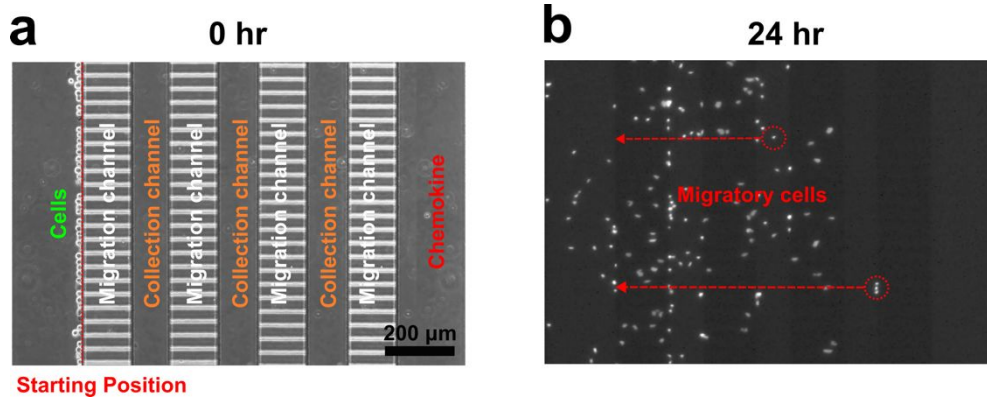 a
0 hr
Cells
Migration channel
Collection channel
Migration channel
Collection channel
Migration channel
Collection channel
Migration channel
Chemokine
200 µm
Starting Position
b
24 hr
Migratory cells